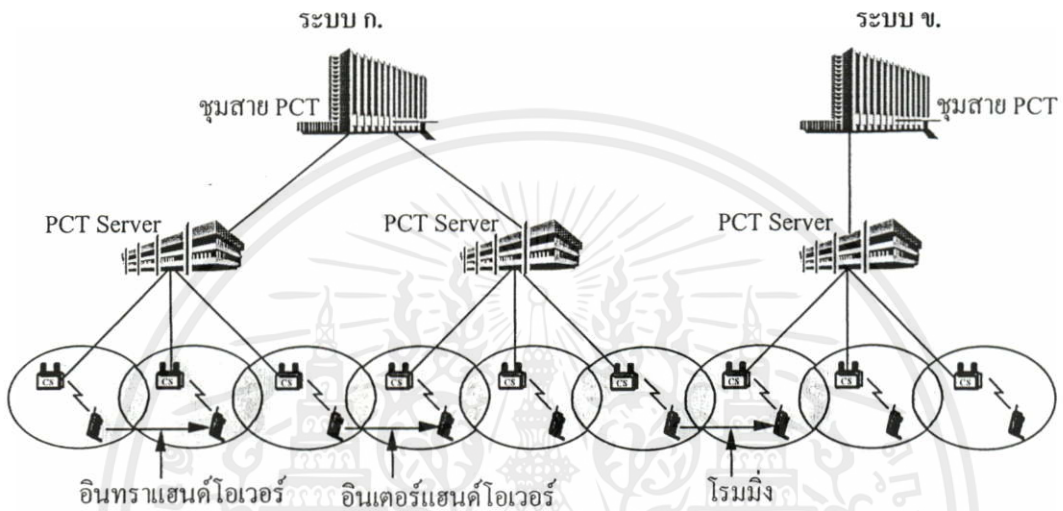 ระบบ ก.
ระบบ ข.
ชุมสาย PCT
ชุมสาย PCT
PCT Server
PCT Server
PCT Server
CS
CS
CS
CS
CS
CS
CS
CS
CS
อินทราแฮนด์โอเวอร์
อินเตอร์แฮนด์โอเวอร์
โรมมิ่ง